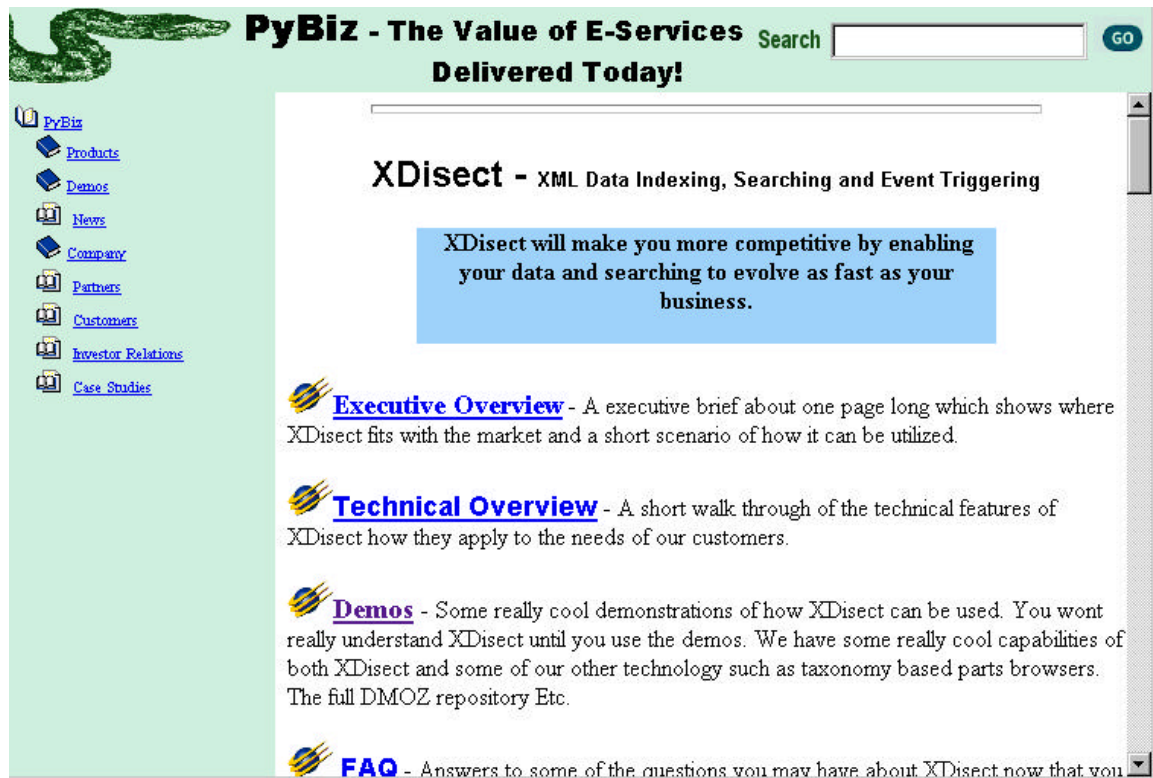 PyBiz - The Value of E-Services
Delivered Today!
Search
GO
PyBiz
Products
Demos
News
Company
Partners
Customers
Investor Relations
Case Studies
XDisect - XML Data Indexing, Searching and Event Triggering
XDisect will make you more competitive by enabling
your data and searching to evolve as fast as your
business.
Executive Overview - A executive brief about one page long which shows where
XDisect fits with the market and a short scenario of how it can be utilized.
Technical Overview - A short walk through of the technical features of
XDisect how they apply to the needs of our customers.
Demos - Some really cool demonstrations of how XDisect can be used. You wont
really understand XDisect until you use the demos. We have some really cool capabilities of
both XDisect and some of our other technology such as taxonomy based parts browsers.
The full DMOZ repository Etc.
FAQ - Answers to some of the questions you may have about XDisect now that you